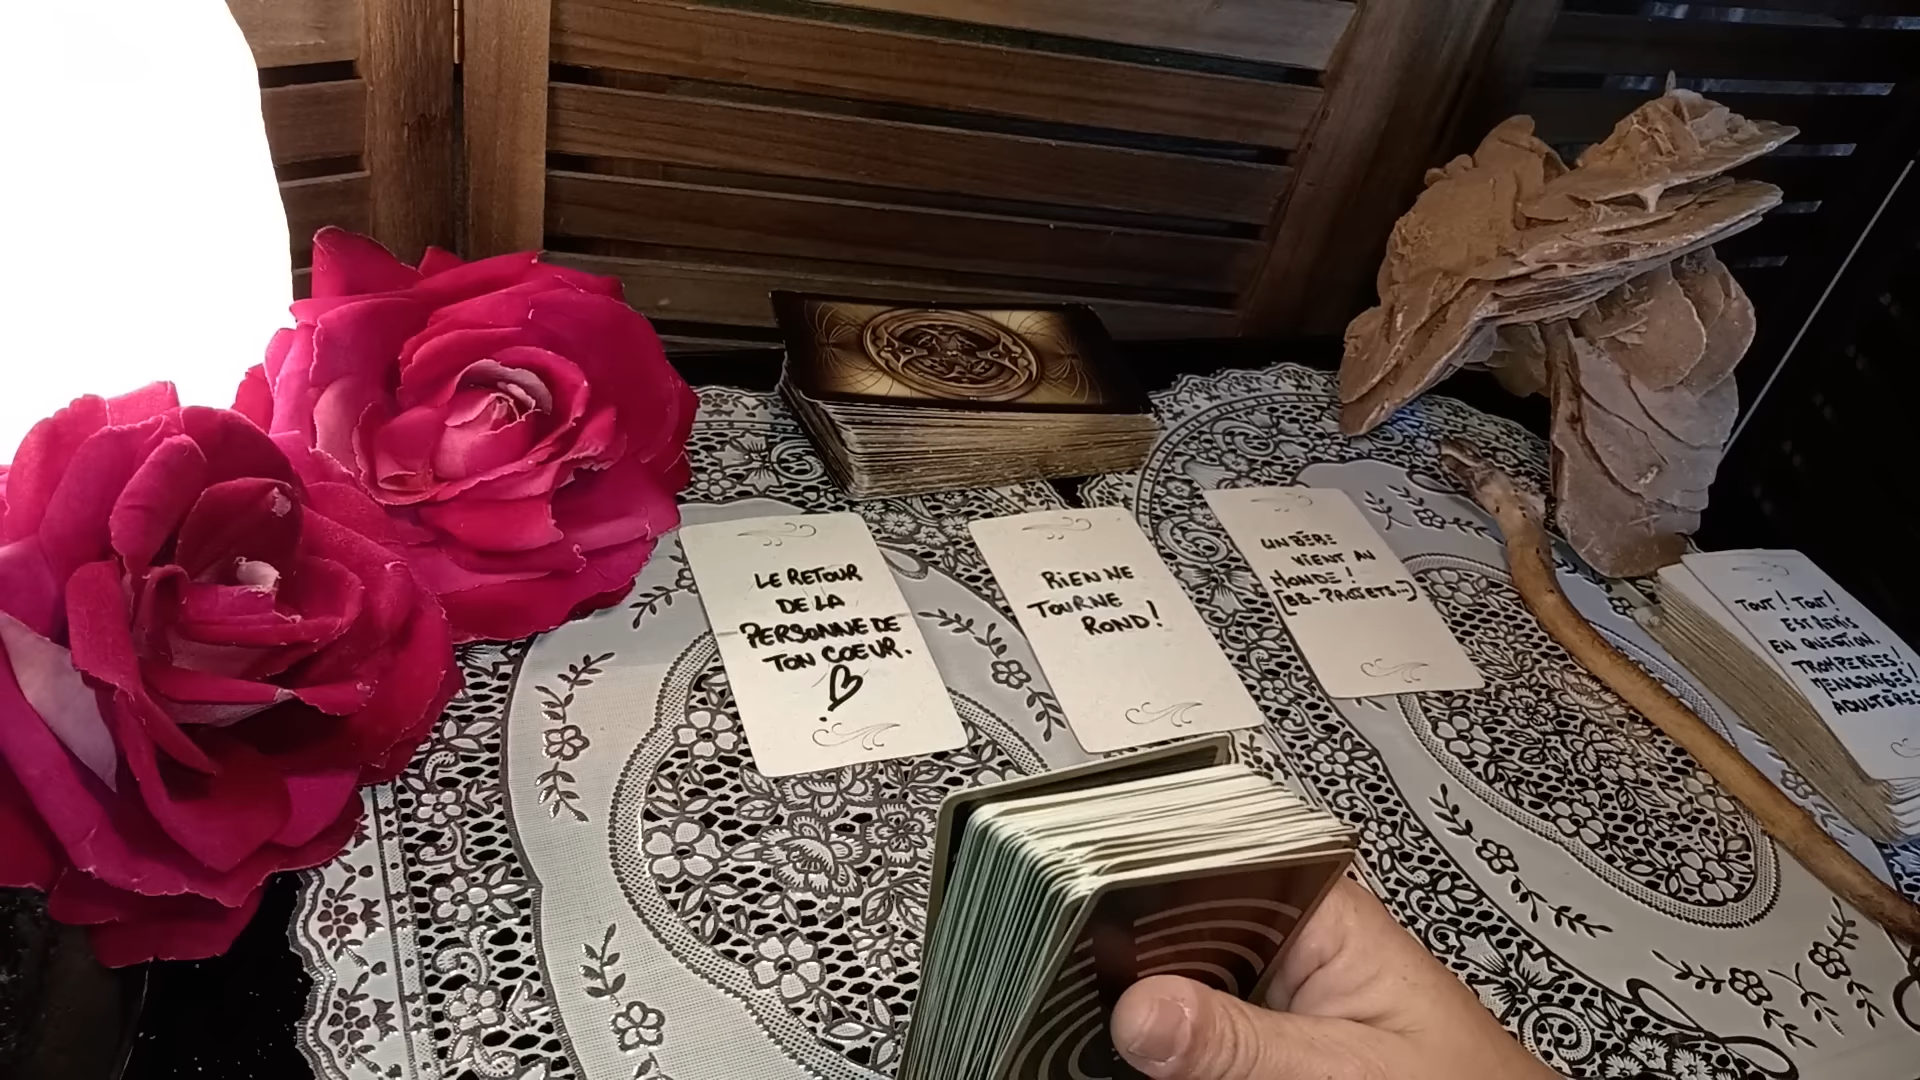 LE RETOUR
DE LA
PERSONNE DE
TON COEUR.
RIEN NE
TOURNE
ROND!
UN BÉBÉ
VIENT AU
MONDE!
(BB-PROJETS...)
TOUT! TOUT!
EST REMIS
EN QUESTION.
TROMPERIES!
MENSONGES!
ADULTÈRES